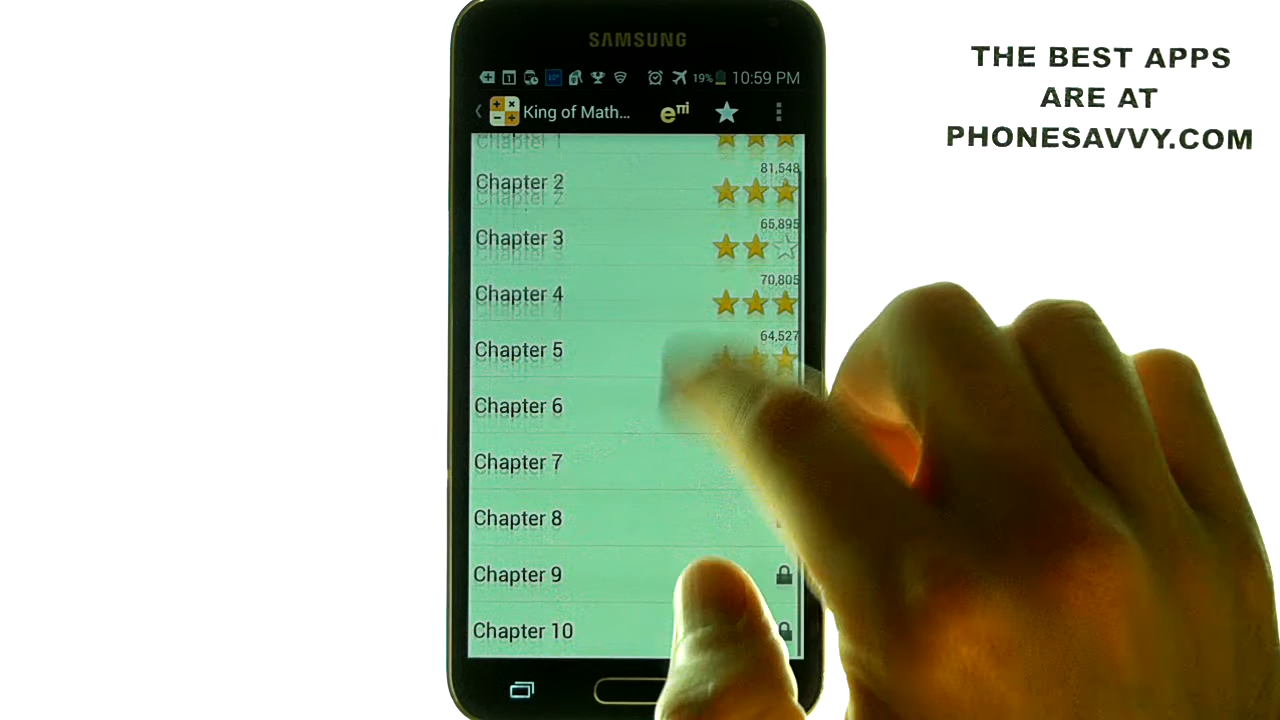 THE BEST APPS
ARE AT
PHONESAVVY.COM
SAMSUNG
19% 10:59 PM
King of Math...
Chapter 1
81,548
Chapter 2
65,895
Chapter 3
70,805
Chapter 4
64,527
Chapter 5
Chapter 6
Chapter 7
Chapter 8
Chapter 9
Chapter 10